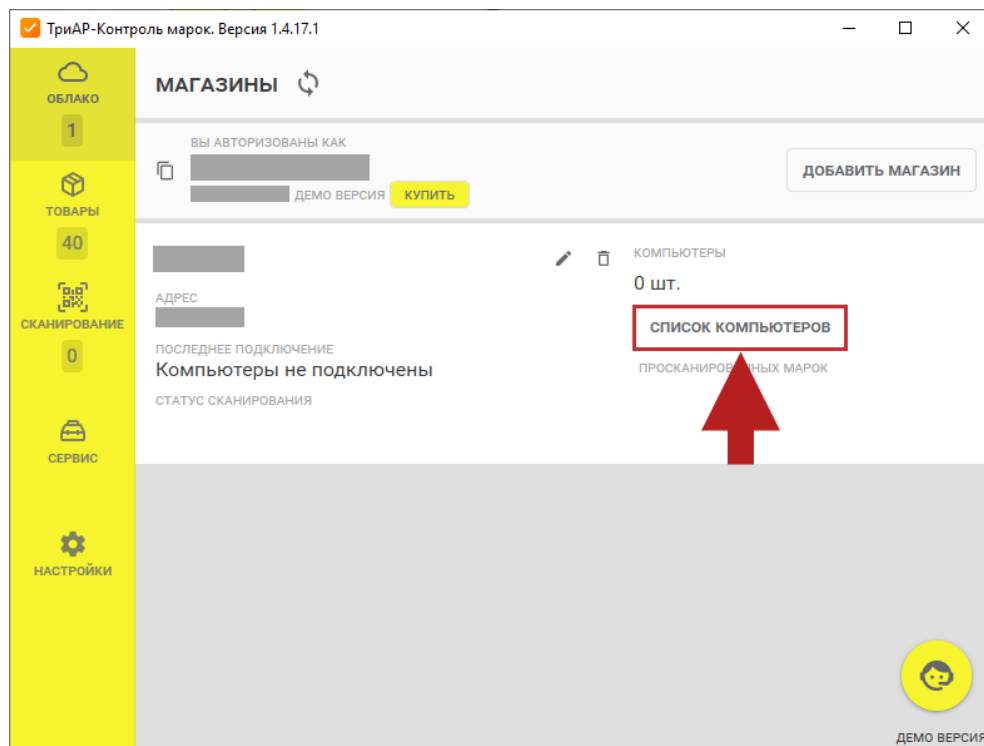 ТриАР-Контроль марок. Версия 1.4.17.1
ОБЛАКО
1
ТОВАРЫ
40
СКАНИРОВАНИЕ
0
СЕРВИС
НАСТРОЙКИ
МАГАЗИНЫ
ВЫ АВТОРИЗОВАНЫ КАК
ДЕМО ВЕРСИЯ КУПИТЬ
ДОБАВИТЬ МАГАЗИН
АДРЕС
ПОСЛЕДНЕЕ ПОДКЛЮЧЕНИЕ
Компьютеры не подключены
СТАТУС СКАНИРОВАНИЯ
КОМПЬЮТЕРЫ
0 шт.
СПИСОК КОМПЬЮТЕРОВ
ПРОСКАНИРОВАННЫХ МАРОК
ДЕМО ВЕРСИЯ